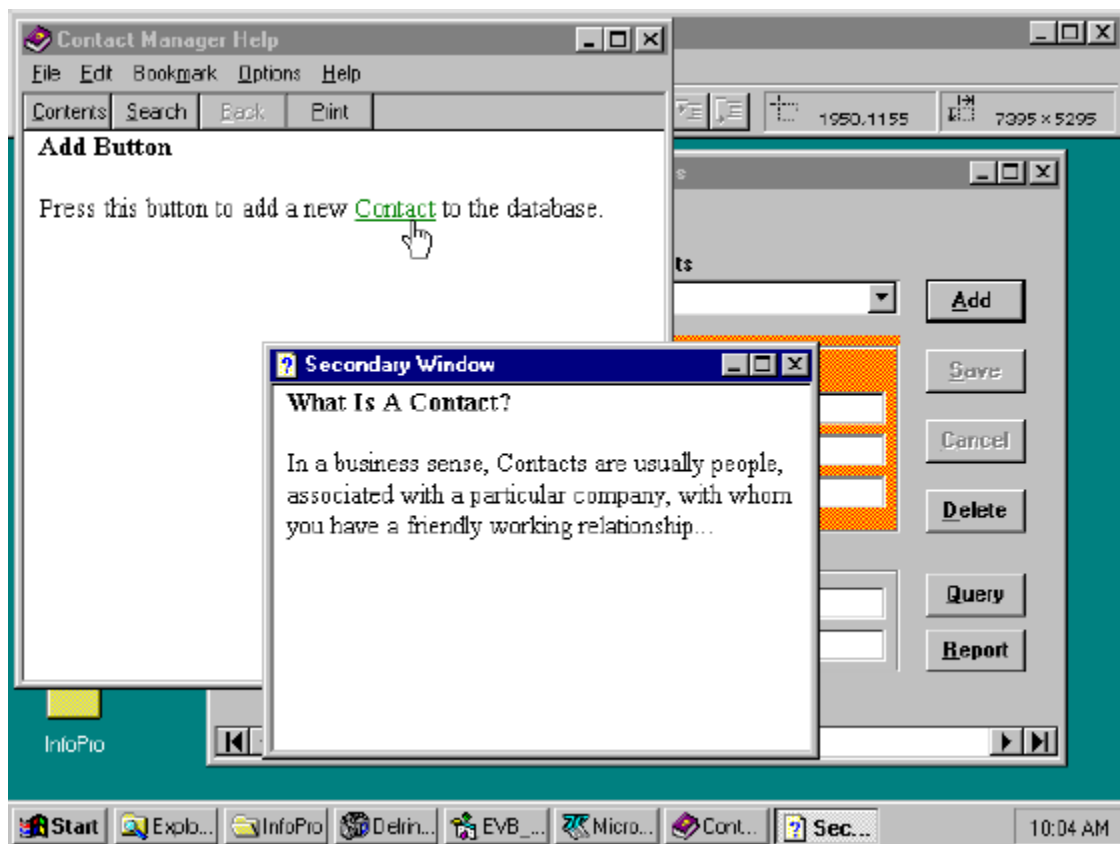 Contact Manager Help
File Edit Bookmark Options Help
Contents Search Back Print
1950,1155 7395 × 5295
Add Button
Press this button to add a new Contact to the database.
s
ts
Add
Save
Cancel
Delete
Query
Report
Secondary Window
What Is A Contact?
In a business sense, Contacts are usually people,
associated with a particular company, with whom
you have a friendly working relationship...
InfoPro
Start Explo... InfoPro Delrin... EVB_... Micro... Cont... Sec... 10:04 AM